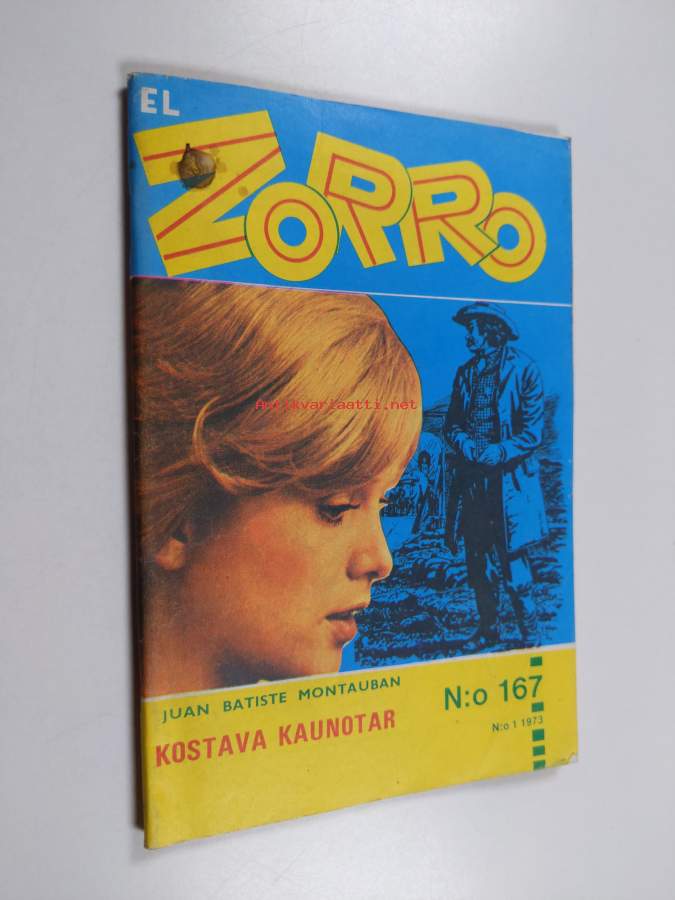 EL
ZORRO
Antikvariaatti.net
JUAN BATISTE MONTAUBAN
KOSTAVA KAUNOTAR
N:o 167
N:o 1 1973